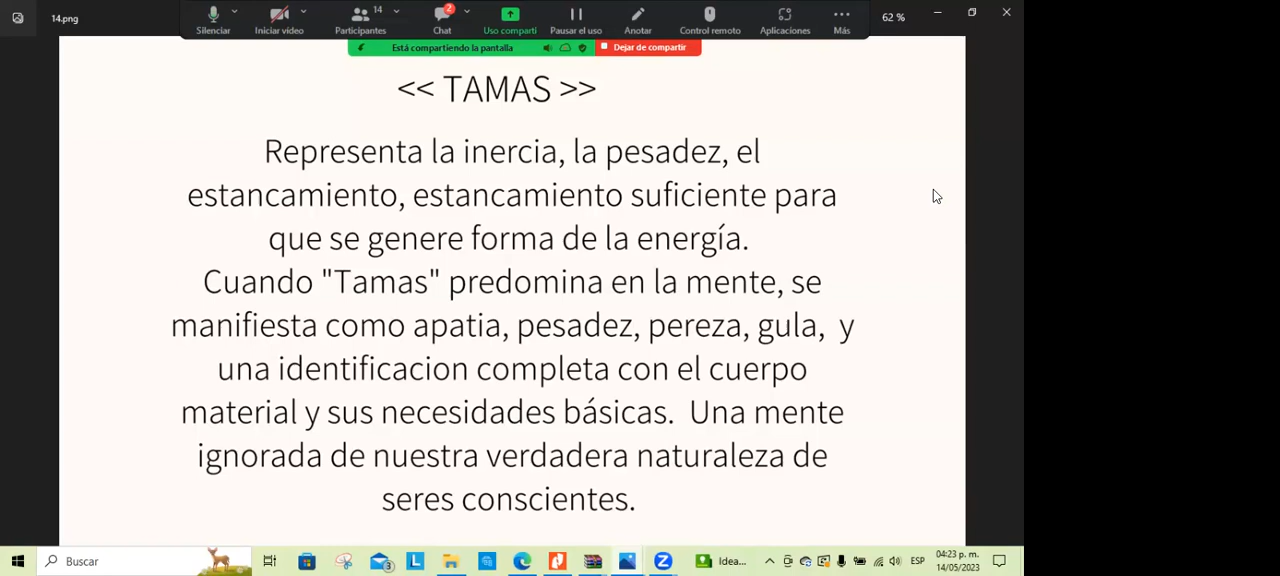 14.png
14
2
62 %
Silenciar
Iniciar vídeo
Participantes
Chat
Uso comparti
Pausar el uso
Anotar
Control remoto
Aplicaciones
Más
Está compartiendo la pantalla
Dejar de compartir
<< TAMAS >>
Representa la inercia, la pesadez, el
estancamiento, estancamiento suficiente para
que se genere forma de la energía.
Cuando "Tamas" predomina en la mente, se
manifiesta como apatia, pesadez, pereza, gula, y
una identificacion completa con el cuerpo
material y sus necesidades básicas. Una mente
ignorada de nuestra verdadera naturaleza de
seres conscientes.
Buscar
3
L
Idea...
ESP
04:23 p. m.
14/05/2023